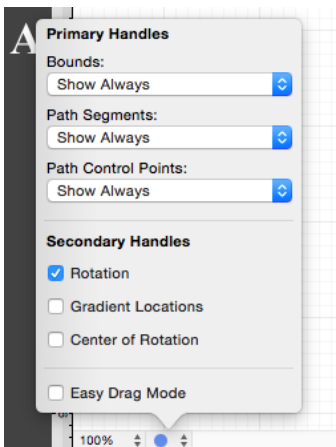 A
Primary Handles
Bounds:
Show Always
Path Segments:
Show Always
Path Control Points:
Show Always
Secondary Handles
Rotation
Gradient Locations
Center of Rotation
Easy Drag Mode
100%